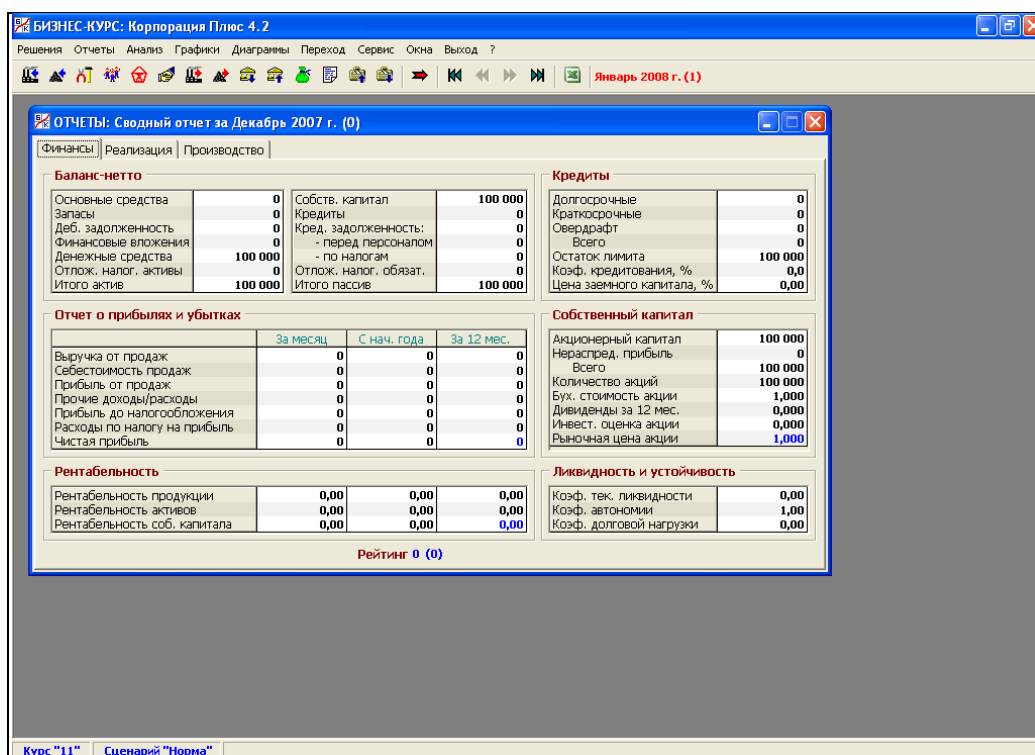 БИЗНЕС-КУРС: Корпорация Плюс 4.2
Решения Отчеты Анализ Графики Диаграммы Переход Сервис Окна Выход ?
Январь 2008 г. (1)
ОТЧЕТЫ: Сводный отчет за Декабрь 2007 г. (0)
Финансы Реализация Производство
Баланс-нетто
Основные средства 0 Собств. капитал 100 000
Запасы 0 Кредиты 0
Деб. задолженность 0 Кред. задолженность: 0
Финансовые вложения 0 - перед персоналом 0
Денежные средства 100 000 - по налогам 0
Отлож. налог. активы 0 Отлож. налог. обязат. 0
Итого актив 100 000 Итого пассив 100 000
Кредиты
Долгосрочные 0
Краткосрочные 0
Овердрафт 0
Всего 0
Остаток лимита 100 000
Коэф. кредитования, % 0,0
Цена заемного капитала, % 0,00
Отчет о прибылях и убытках
За месяц С нач. года За 12 мес.
Выручка от продаж 0 0 0
Себестоимость продаж 0 0 0
Прибыль от продаж 0 0 0
Прочие доходы/расходы 0 0 0
Прибыль до налогообложения 0 0 0
Расходы по налогу на прибыль 0 0 0
Чистая прибыль 0 0 0
Собственный капитал
Акционерный капитал 100 000
Нераспред. прибыль 0
Всего 100 000
Количество акций 100 000
Бух. стоимость акции 1,000
Дивиденды за 12 мес. 0,000
Инвест. оценка акции 0,000
Рыночная цена акции 1,000
Рентабельность
Рентабельность продукции 0,00 0,00 0,00
Рентабельность активов 0,00 0,00 0,00
Рентабельность соб. капитала 0,00 0,00 0,00
Ликвидность и устойчивость
Коэф. тек. ликвидности 0,00
Коэф. автономии 1,00
Коэф. долговой нагрузки 0,00
Рейтинг 0 (0)
Курс "11" Сценарий "Норма"